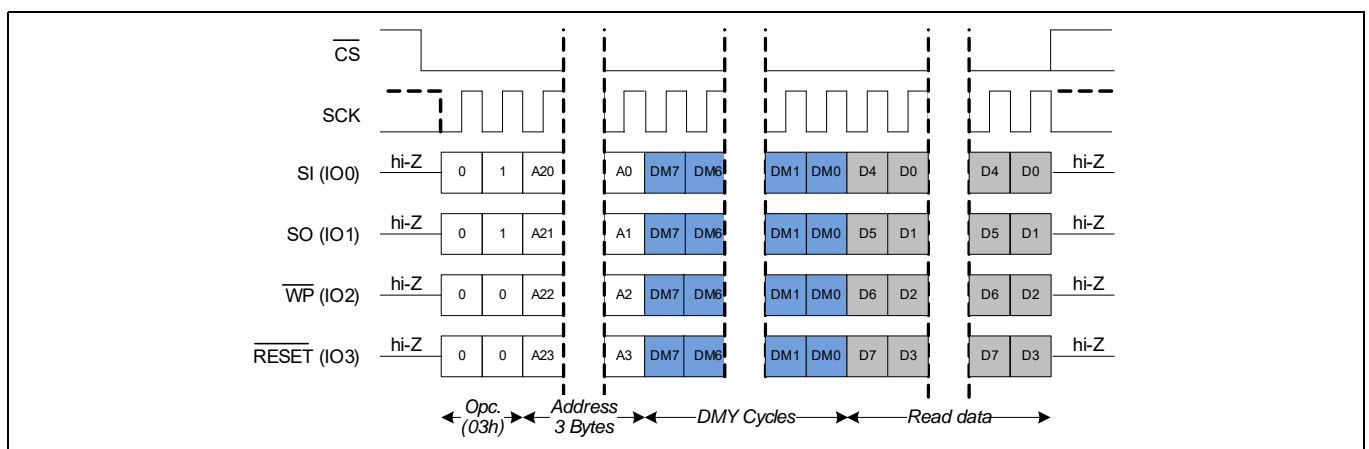 CS
SCK
SI (IO0) hi-Z 0 1 A20 A0 DM7 DM6 DM1 DM0 D4 D0 D4 D0 hi-Z
SO (IO1) hi-Z 0 1 A21 A1 DM7 DM6 DM1 DM0 D5 D1 D5 D1 hi-Z
WP (IO2) hi-Z 0 0 A22 A2 DM7 DM6 DM1 DM0 D6 D2 D6 D2 hi-Z
RESET (IO3) hi-Z 0 0 A23 A3 DM7 DM6 DM1 DM0 D7 D3 D7 D3 hi-Z
Opc. Address DMY Cycles Read data
(03h) 3 Bytes